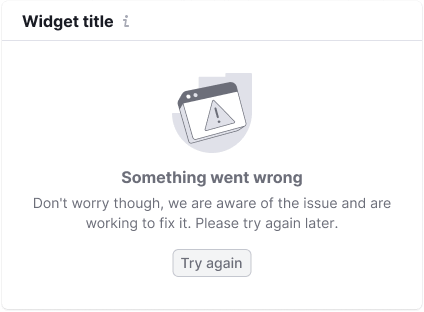 Widget title
Something went wrong
Don't worry though, we are aware of the issue and are
working to fix it. Please try again later.
Try again